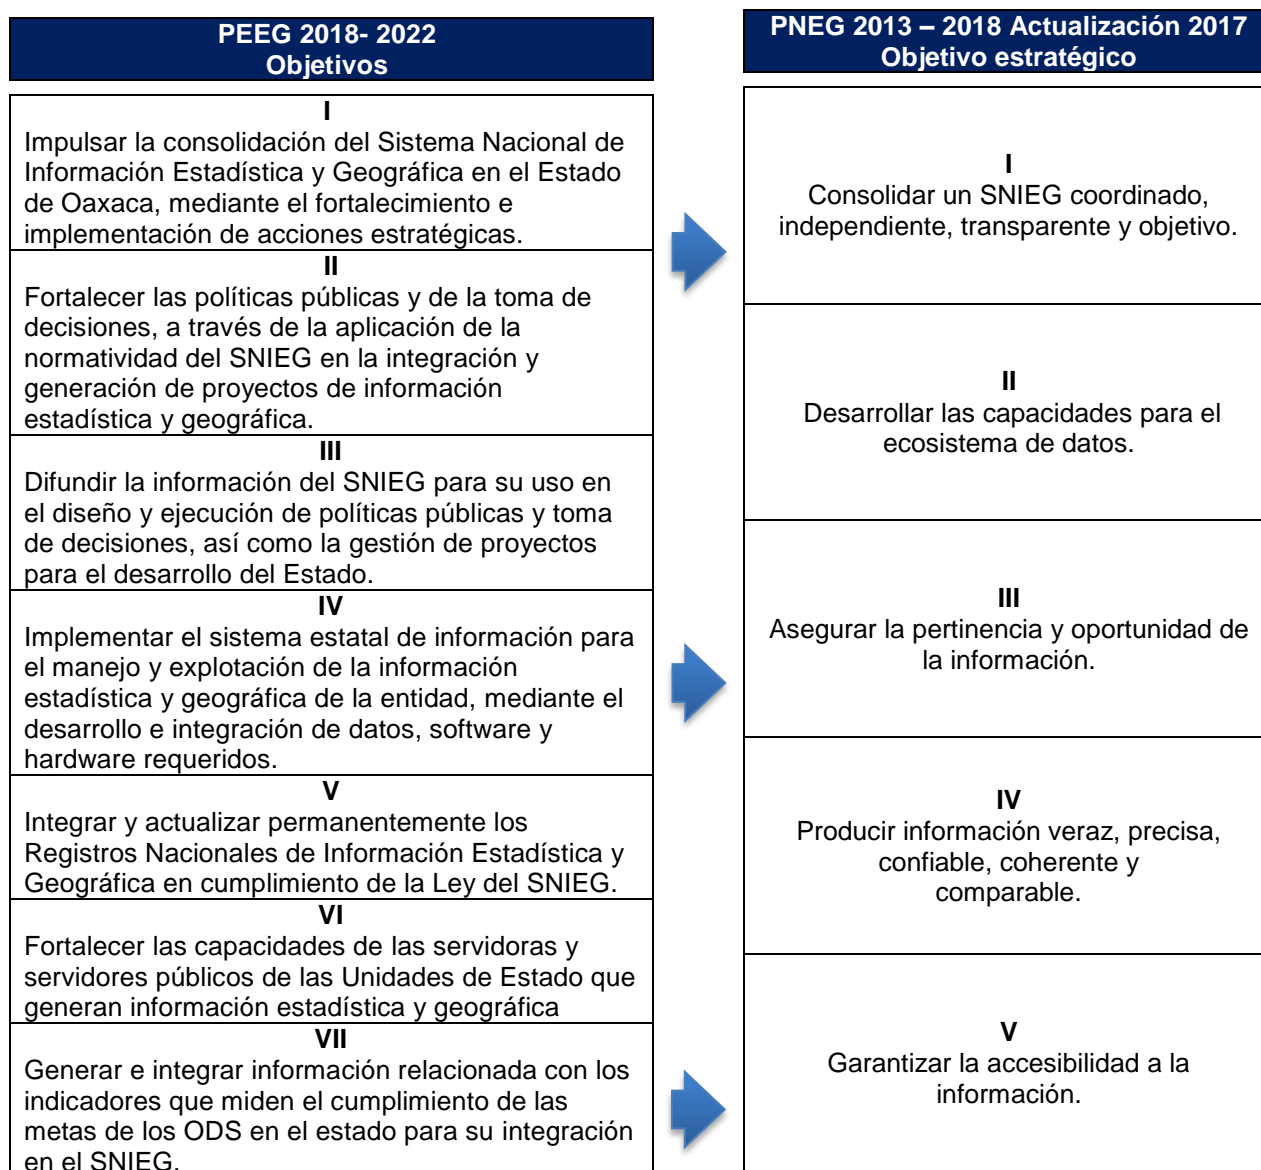 PEEG 2018- 2022
Objetivos
I
Impulsar la consolidación del Sistema Nacional de
Información Estadística y Geográfica en el Estado
de Oaxaca, mediante el fortalecimiento e
implementación de acciones estratégicas.
II
Fortalecer las políticas públicas y de la toma de
decisiones, a través de la aplicación de la
normatividad del SNIEG en la integración y
generación de proyectos de información
estadística y geográfica.
III
Difundir la información del SNIEG para su uso en
el diseño y ejecución de políticas públicas y toma
de decisiones, así como la gestión de proyectos
para el desarrollo del Estado.
IV
Implementar el sistema estatal de información para
el manejo y explotación de la información
estadística y geográfica de la entidad, mediante el
desarrollo e integración de datos, software y
hardware requeridos.
V
Integrar y actualizar permanentemente los
Registros Nacionales de Información Estadística y
Geográfica en cumplimiento de la Ley del SNIEG.
VI
Fortalecer las capacidades de las servidoras y
servidores públicos de las Unidades de Estado que
generan información estadística y geográfica
VII
Generar e integrar información relacionada con los
indicadores que miden el cumplimiento de las
metas de los ODS en el estado para su integración
en el SNIEG.
PNEG 2013 – 2018 Actualización 2017
Objetivo estratégico
I
Consolidar un SNIEG coordinado,
independiente, transparente y objetivo.
II
Desarrollar las capacidades para el
ecosistema de datos.
III
Asegurar la pertinencia y oportunidad de
la información.
IV
Producir información veraz, precisa,
confiable, coherente y
comparable.
V
Garantizar la accesibilidad a la
información.